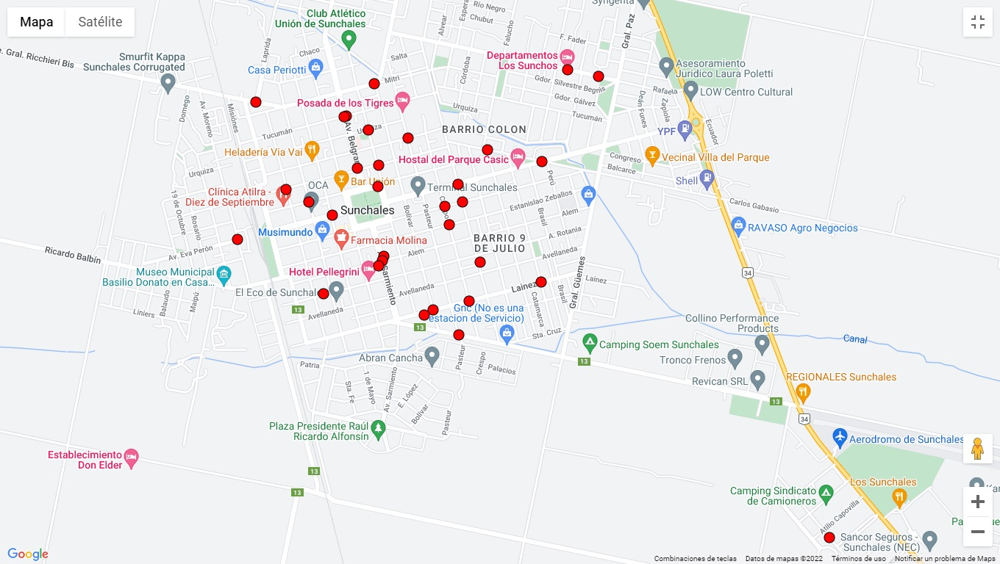 Mapa
Satélite
Syngenta
Club Atlético
Unión de Sunchales
Río Negro
Chubut
Alvear
Falucho
Gral. Paz
F. Fader
e. Gral. Ricchieri Bis
Laprida
Chaco
Salta
Smurfit Kappa
Sunchales Corrugated
Casa Periotti
Córdoba
Departamentos
Los Sunchos
Asesoramiento
Juridico Laura Poletti
Mitri
Gdor. Silvestre Begnis
Rafaela
LOW Centro Cultural
Posada de los Tigres
Gdor. Gálvez
Domego
Av. Moreno
Misiónes
Urquiza
Tucumán
Deán Funes
Zapiola
Ecuador
YPF
BARRIO COLON
Tucumán
Av. Belgrano
Heladería Via Vai
Hostal del Parque Casic
Congreso
Balcarce
Vecinal Villa del Parque
Urquiza
OCA
Bar Unión
Terminal Sunchales
Perú
Shell
Clínica Atilra -
Diez de Septiembre
19 de Octubre
Rosario
Sunchales
Bolívar
Pasteur
Estanislao Zeballos
Brasil
Alem
Carlos Gabasio
Musimundo
Farmacia Molina
BARRIO 9
DE JULIO
A. Rotania
RAVASO Agro Negocios
Ricardo Balbín
Av. Eva Perón
Alem
Avellaneda
Museo Municipal
Basilio Donato en Casa...
Hotel Pellegrini
Sarmiento
Gral. Güemes
34
Lainez
Lainez
Balaudo
Maipú
El Eco de Sunchal
Avellaneda
Catamarca
Brasil
Liniers
13
Avellaneda
Gnc (No es una
estacion de Servicio)
13
Sta. Cruz
Collino Performance
Products
Canal
Camping Soem Sunchales
Abran Cancha
Pasteur
Crespo
Palacios
13
Tronco Frenos
Patria
Sta. Fe
1 de Mayo
Av. Sarmiento
E. López
Bolívar
Pasteur
Revican SRL
REGIONALES Sunchales
13
34
Plaza Presidente Raúl
Ricardo Alfonsín
Aerodromo de Sunchales
Establecimiento
Don Elder
13
13
Los Sunchales
Camping Sindicato
de Camioneros
Atilio Capovilla
Sancor Seguros -
Sunchales (NEC)
Google
Combinaciones de teclas
Datos de mapas ©2022
Términos de uso
Notificar un problema de Maps